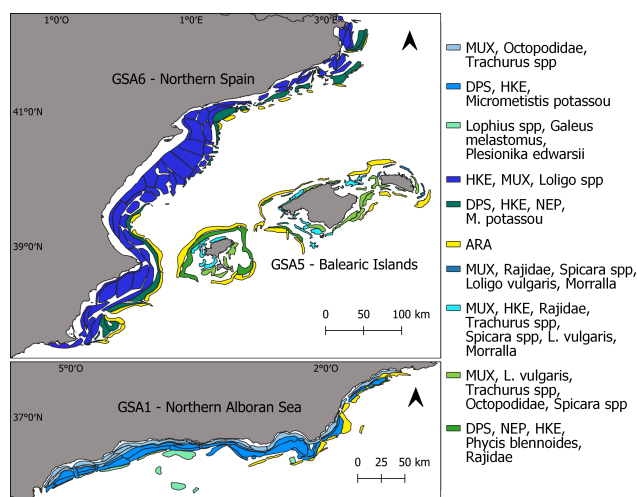 1°0'O
1°0'E
3°0'E
GSA6 - Northern Spain
41°0'N
39°0'N
GSA5 - Balearic Islands
0 50 100 km
5°0'O
2°0'O
37°0'N
GSA1 - Northern Alboran Sea
0 25 50 km
MUX, Octopodidae,
Trachurus spp
DPS, HKE,
Micrometistis potassou
Lophius spp, Galeus
melastomus,
Plesionika edwarsii
HKE, MUX, Loligo spp
DPS, HKE, NEP,
M. potassou
ARA
MUX, Rajidae, Spicara spp,
Loligo vulgaris, Morralla
MUX, HKE, Rajidae,
Trachurus spp,
Spicara spp, L. vulgaris,
Morralla
MUX, L. vulgaris,
Trachurus spp,
Octopodidae, Spicara spp
DPS, NEP, HKE,
Phycis blennoides,
Rajidae